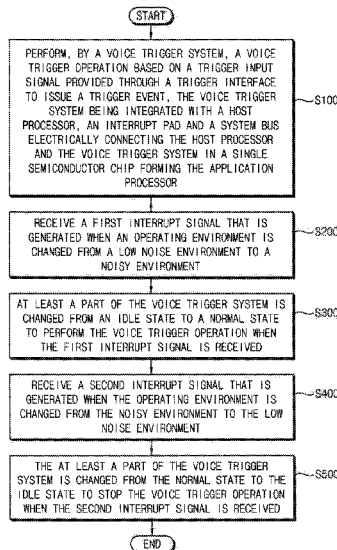 START
PERFORM, BY A VOICE TRIGGER SYSTEM, A VOICE
TRIGGER OPERATION BASED ON A TRIGGER INPUT
SIGNAL PROVIDED THROUGH A TRIGGER INTERFACE
TO ISSUE A TRIGGER EVENT, THE VOICE TRIGGER
SYSTEM BEING INTEGRATED WITH A HOST
PROCESSOR, AN INTERRUPT PAD AND A SYSTEM BUS
ELECTRICALLY CONNECTING THE HOST PROCESSOR
AND THE VOICE TRIGGER SYSTEM IN A SINGLE
SEMICONDUCTOR CHIP FORMING THE APPLICATION
PROCESSOR
S100
RECEIVE A FIRST INTERRUPT SIGNAL THAT IS
GENERATED WHEN AN OPERATING ENVIRONMENT IS
CHANGED FROM A LOW NOISE ENVIRONMENT TO A
NOISY ENVIRONMENT
S200
AT LEAST A PART OF THE VOICE TRIGGER SYSTEM IS
CHANGED FROM AN IDLE STATE TO A NORMAL STATE
TO PERFORM THE VOICE TRIGGER OPERATION WHEN
THE FIRST INTERRUPT SIGNAL IS RECEIVED
S300
RECEIVE A SECOND INTERRUPT SIGNAL THAT IS
GENERATED WHEN THE OPERATING ENVIRONMENT IS
CHANGED FROM THE NOISY ENVIRONMENT TO THE LOW
NOISE ENVIRONMENT
S400
THE AT LEAST A PART OF THE VOICE TRIGGER
SYSTEM IS CHANGED FROM THE NORMAL STATE TO THE
IDLE STATE TO STOP THE VOICE TRIGGER OPERATION
WHEN THE SECOND INTERRUPT SIGNAL IS RECEIVED
S500
END